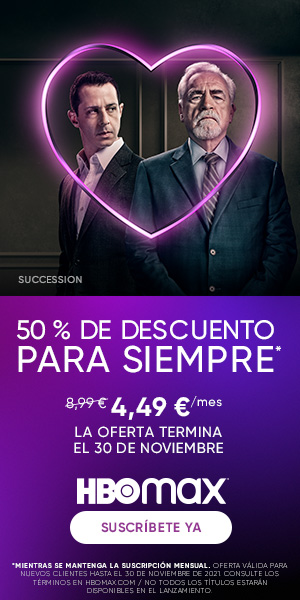 SUCCESSION
50 % DE DESCUENTO
PARA SIEMPRE*
8,99 € 4,49 €/mes
LA OFERTA TERMINA
EL 30 DE NOVIEMBRE
HBOmax
SUSCRÍBETE YA
*MIENTRAS SE MANTENGA LA SUSCRIPCIÓN MENSUAL. OFERTA VÁLIDA PARA
NUEVOS CLIENTES HASTA EL 30 DE NOVIEMBRE DE 2021 CONSULTE LOS
TÉRMINOS EN HBOMAX.COM / NO TODOS LOS TÍTULOS ESTARÁN
DISPONIBLES EN EL LANZAMIENTO.